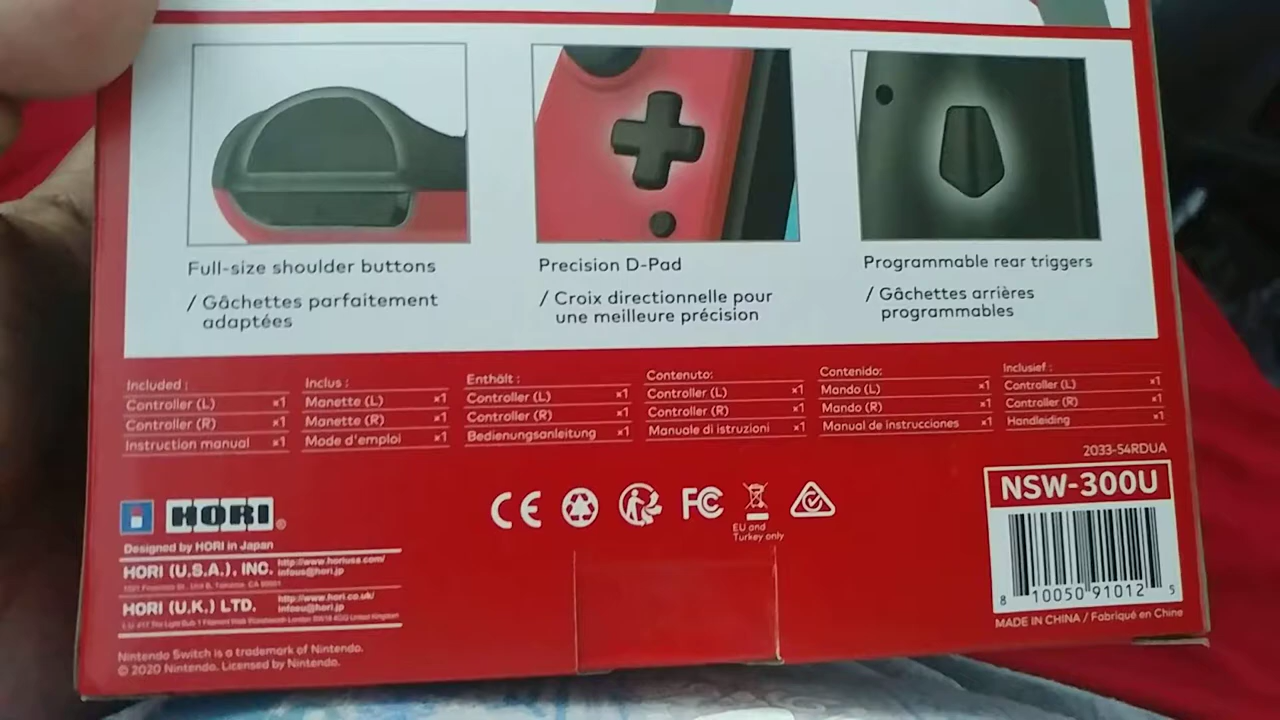 Full-size shoulder buttons
/ Gâchettes parfaitement
adaptées
Precision D-Pad
/ Croix directionnelle pour
une meilleure précision
Programmable rear triggers
/ Gâchettes arrières
programmables
Included :
Controller (L) ×1
Controller (R) ×1
Instruction manual ×1
Inclus :
Manette (L) ×1
Manette (R) ×1
Mode d'emploi ×1
Enthält :
Controller (L) ×1
Controller (R) ×1
Bedienungsanleitung ×1
Contenuto:
Controller (L) ×1
Controller (R) ×1
Manuale di istruzioni ×1
Contenido:
Mando (L) ×1
Mando (R) ×1
Manual de instrucciones ×1
Inclusief :
Controller (L) ×1
Controller (R) ×1
Handleiding ×1
2033-54RDUA
NSW-300U
8 10050 91012 5
MADE IN CHINA / Fabriqué en Chine
CE
FC
EU and
Turkey only
HORI®
Designed by HORI in Japan
HORI (U.S.A.), INC.
http://www.horiusa.com/
infous@hori.jp
HORI (U.K.) LTD.
http://www.hori.co.uk/
infoeu@hori.jp
Nintendo Switch is a trademark of Nintendo.
© 2020 Nintendo. Licensed by Nintendo.